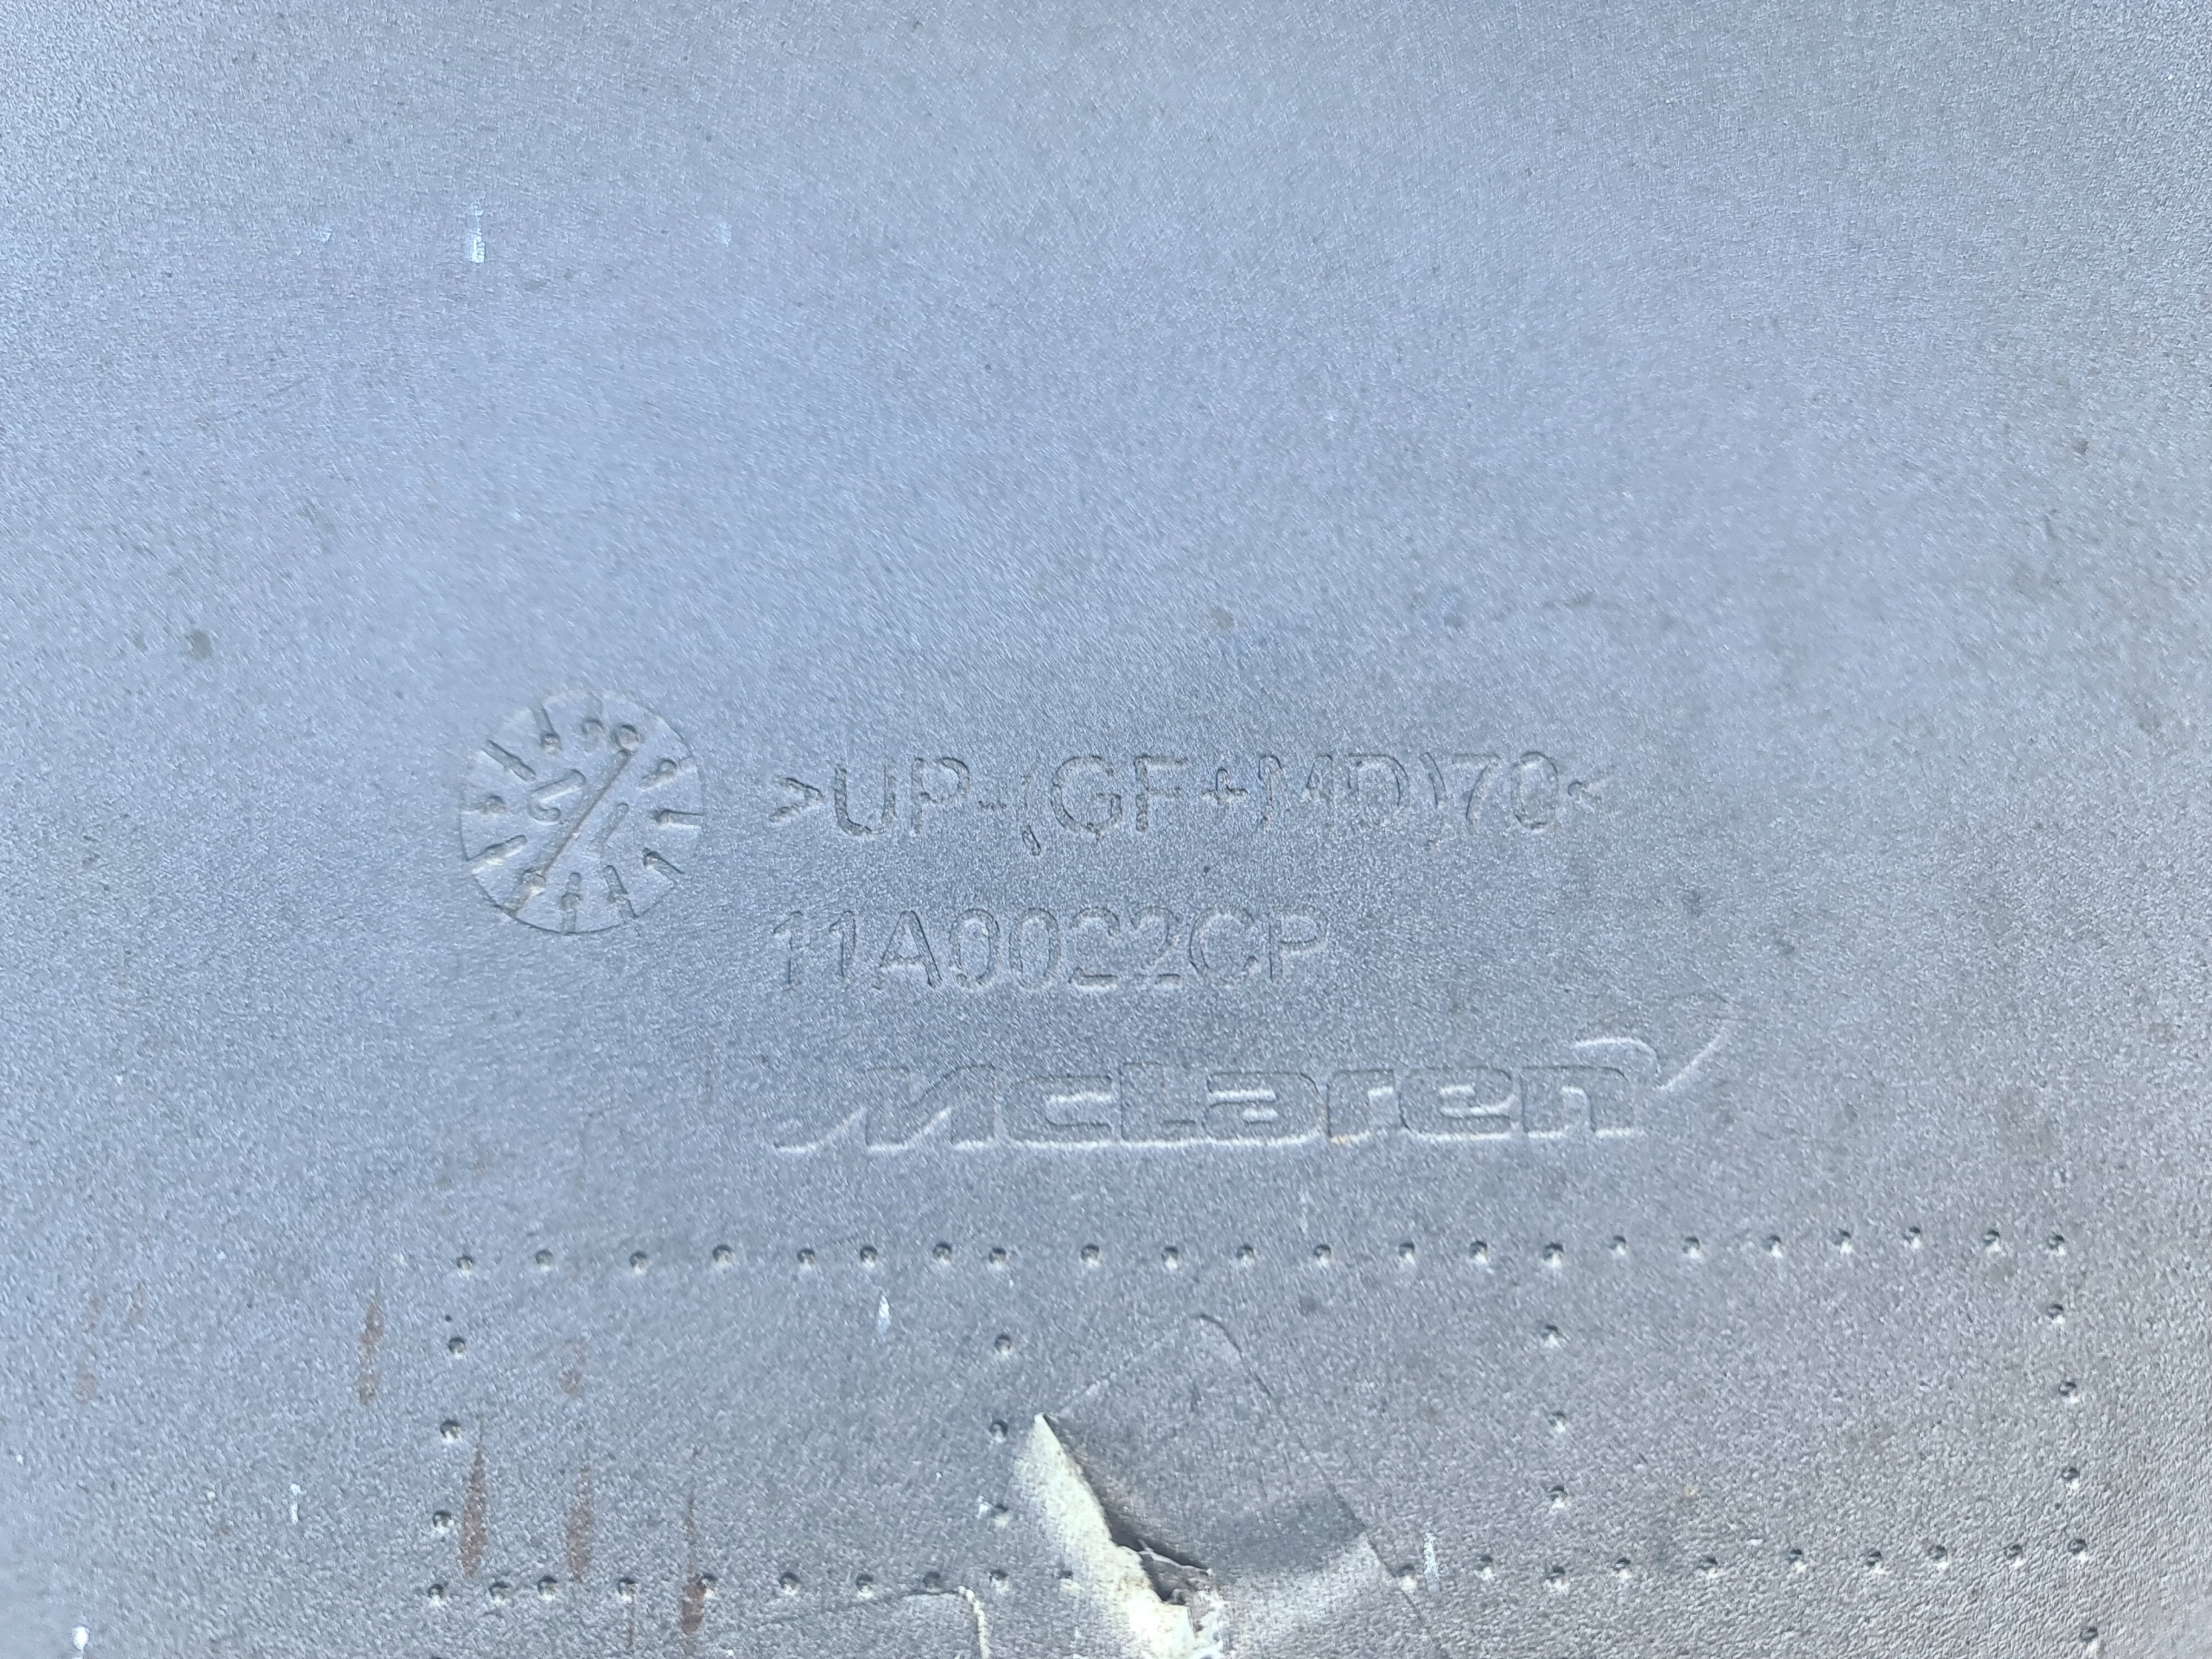 >UP-(GF+MD)70<
11A0022CP
McLaren